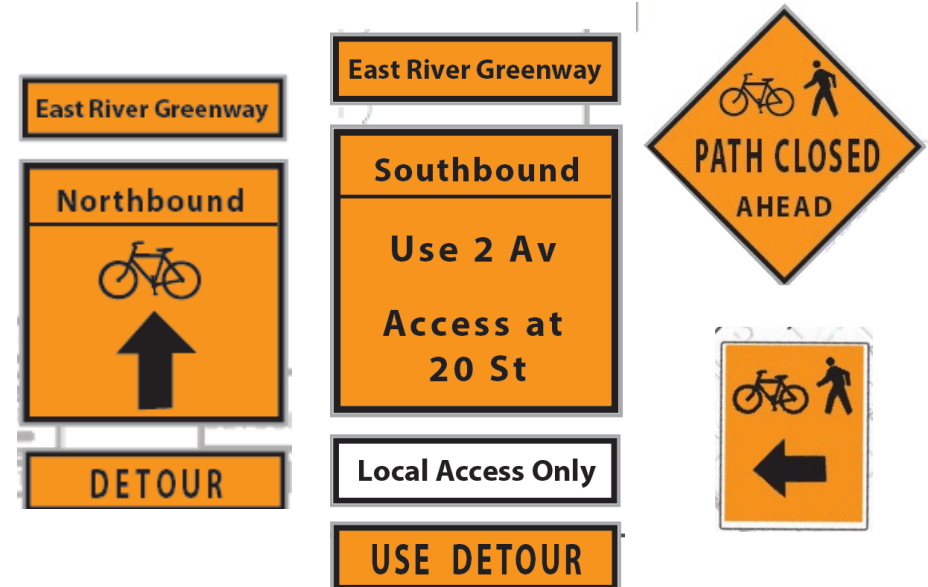 East River Greenway
Northbound
DETOUR
East River Greenway
Southbound
Use 2 Av
Access at
20 St
Local Access Only
USE DETOUR
PATH CLOSED
AHEAD